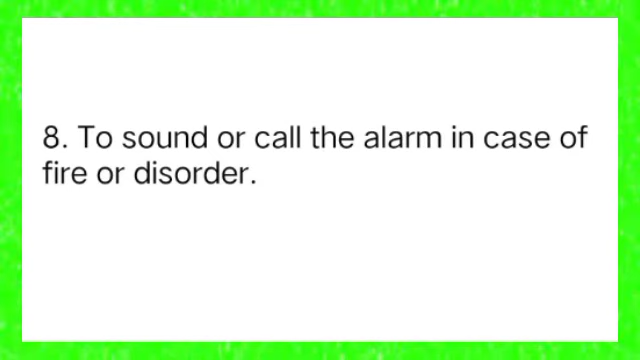 8. To sound or call the alarm in case of
fire or disorder.